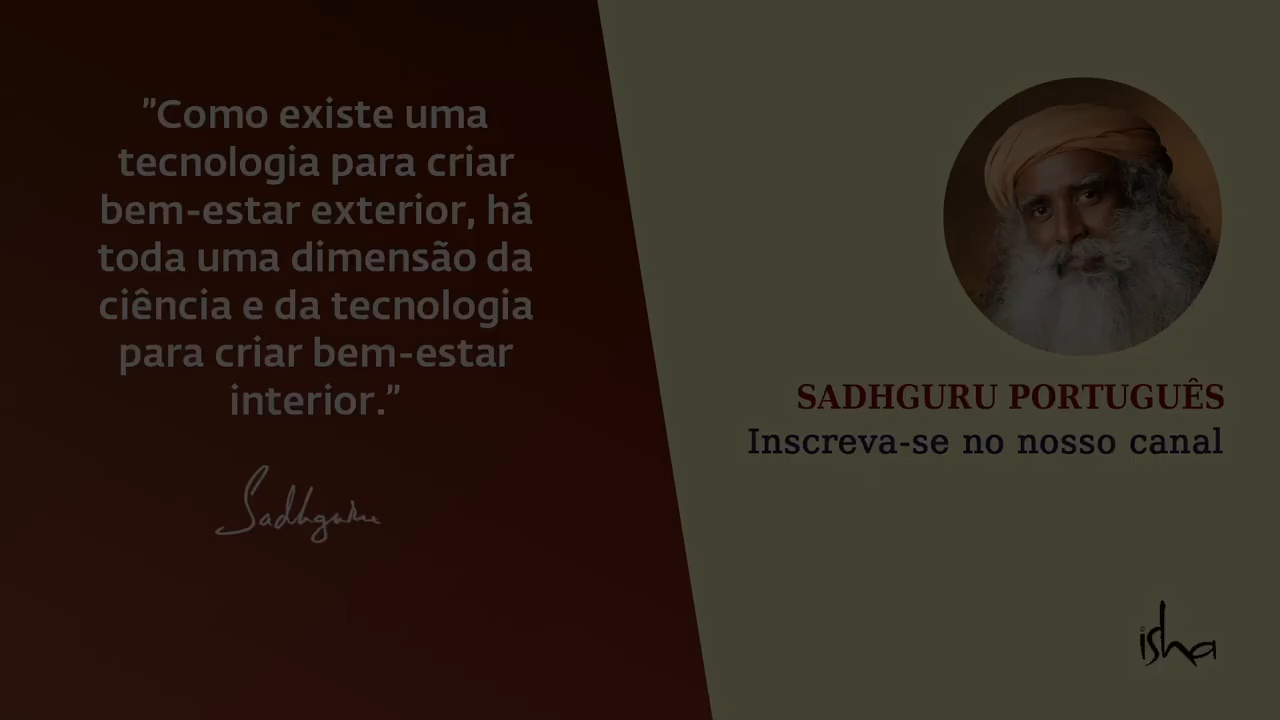 ”Como existe uma
tecnologia para criar
bem-estar exterior, há
toda uma dimensão da
ciência e da tecnologia
para criar bem-estar
interior.”
Sadhguru
SADHGURU PORTUGUÊS
Inscreva-se no nosso canal
isha